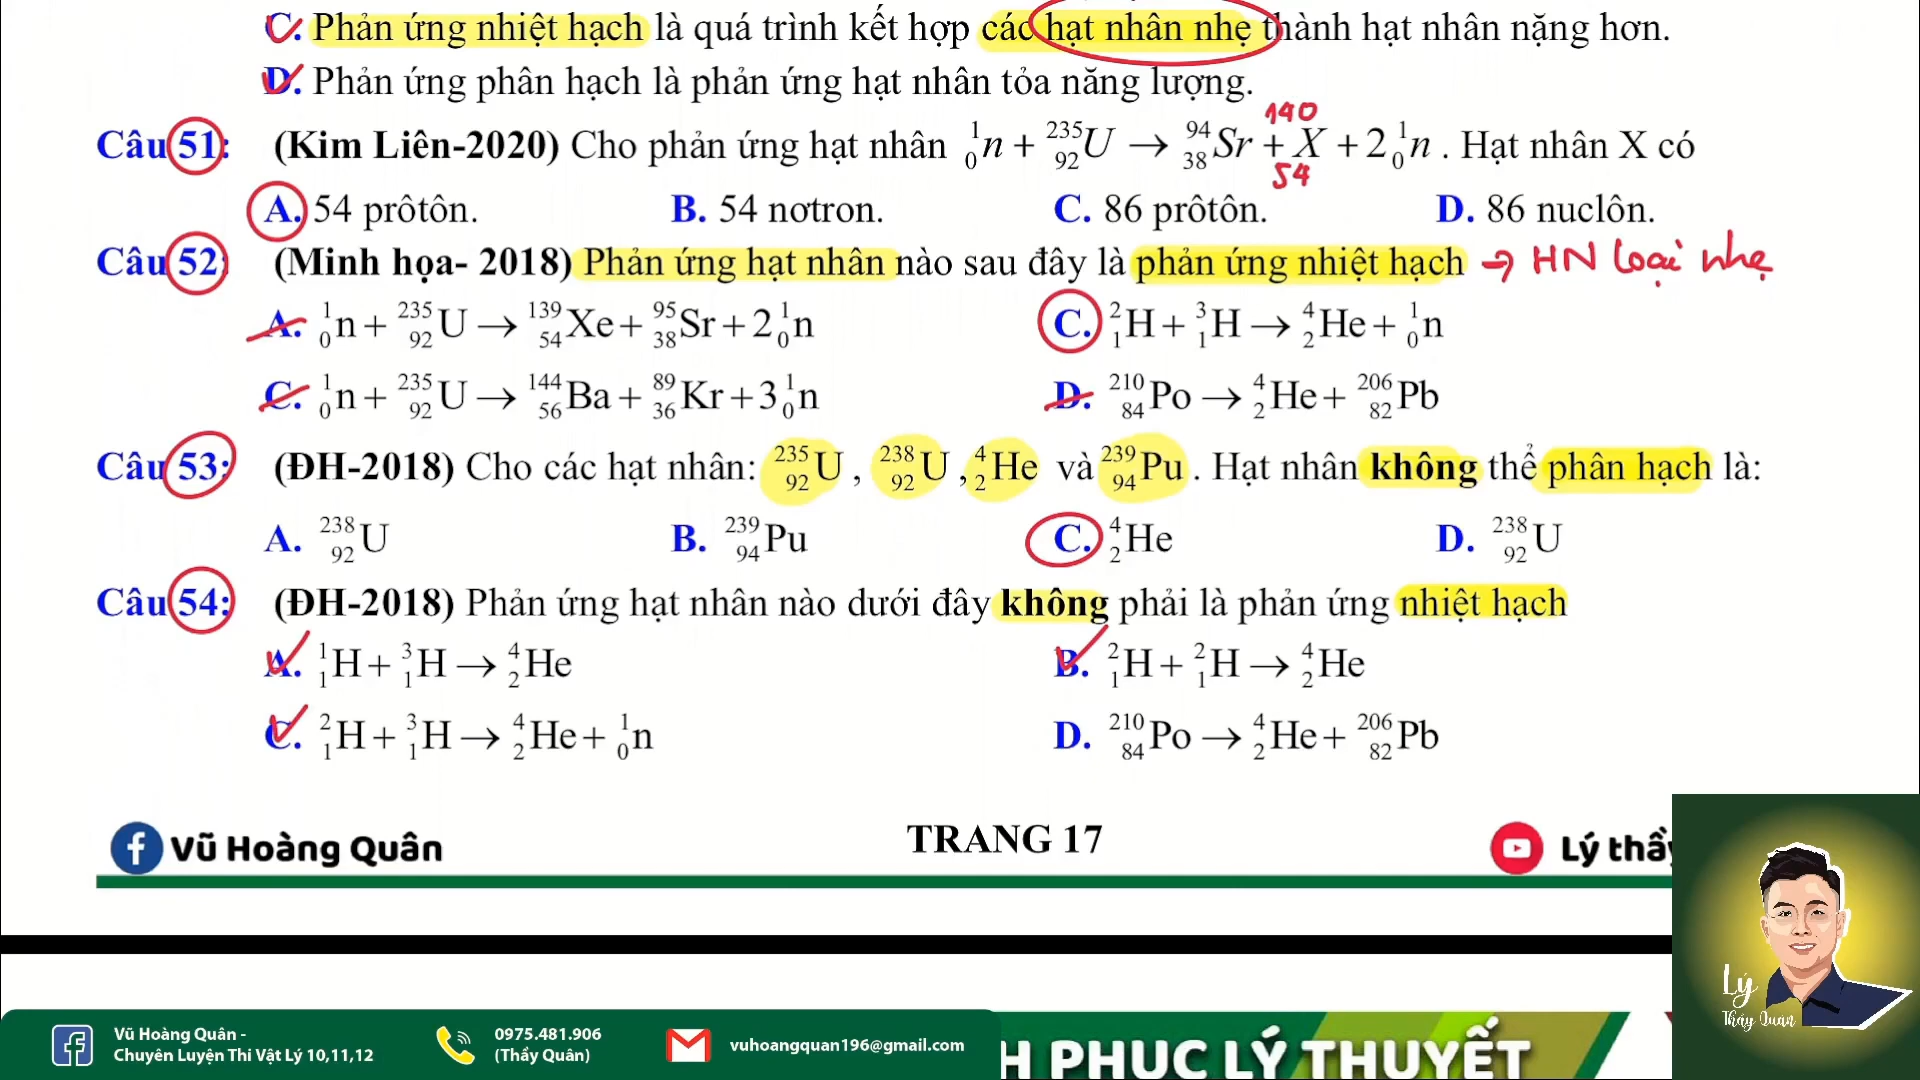 C. Phản ứng nhiệt hạch là quá trình kết hợp các hạt nhân nhẹ thành hạt nhân nặng hơn.
D. Phản ứng phân hạch là phản ứng hạt nhân tỏa năng lượng.
140
Câu 51: (Kim Liên-2020) Cho phản ứng hạt nhân ¹₀n + ²³⁵₉₂U → ⁹⁴₃₈Sr + X + 2¹₀n . Hạt nhân X có
54
A. 54 prôtôn. B. 54 nơtron. C. 86 prôtôn. D. 86 nuclôn.
Câu 52: (Minh họa- 2018) Phản ứng hạt nhân nào sau đây là phản ứng nhiệt hạch → HN loại nhẹ
A. ¹₀n + ²³⁵₉₂U → ¹³⁹₅₄Xe + ⁹⁵₃₈Sr + 2¹₀n C. ²₁H + ³₁H → ⁴₂He + ¹₀n
C. ¹₀n + ²³⁵₉₂U → ¹⁴⁴₅₆Ba + ⁸⁹₃₆Kr + 3¹₀n D. ²¹⁰₈₄Po → ⁴₂He + ²⁰⁶₈₂Pb
Câu 53: (ĐH-2018) Cho các hạt nhân: ²³⁵₉₂U , ²³⁸₉₂U , ⁴₂He và ²³⁹₉₄Pu . Hạt nhân không thể phân hạch là:
A. ²³⁸₉₂U B. ²³⁹₉₄Pu C. ⁴₂He D. ²³⁸₉₂U
Câu 54: (ĐH-2018) Phản ứng hạt nhân nào dưới đây không phải là phản ứng nhiệt hạch
A. ¹₁H + ³₁H → ⁴₂He B. ²₁H + ²₁H → ⁴₂He
C. ²₁H + ³₁H → ⁴₂He + ¹₀n D. ²¹⁰₈₄Po → ⁴₂He + ²⁰⁶₈₂Pb
Vũ Hoàng Quân TRANG 17 Lý thầy
Lý
Thầy Quân
Vũ Hoàng Quân -
Chuyên Luyện Thi Vật Lý 10,11,12
0975.481.906
(Thầy Quân)
vuhoangquan196@gmail.com
H PHỤC LÝ THUYẾT